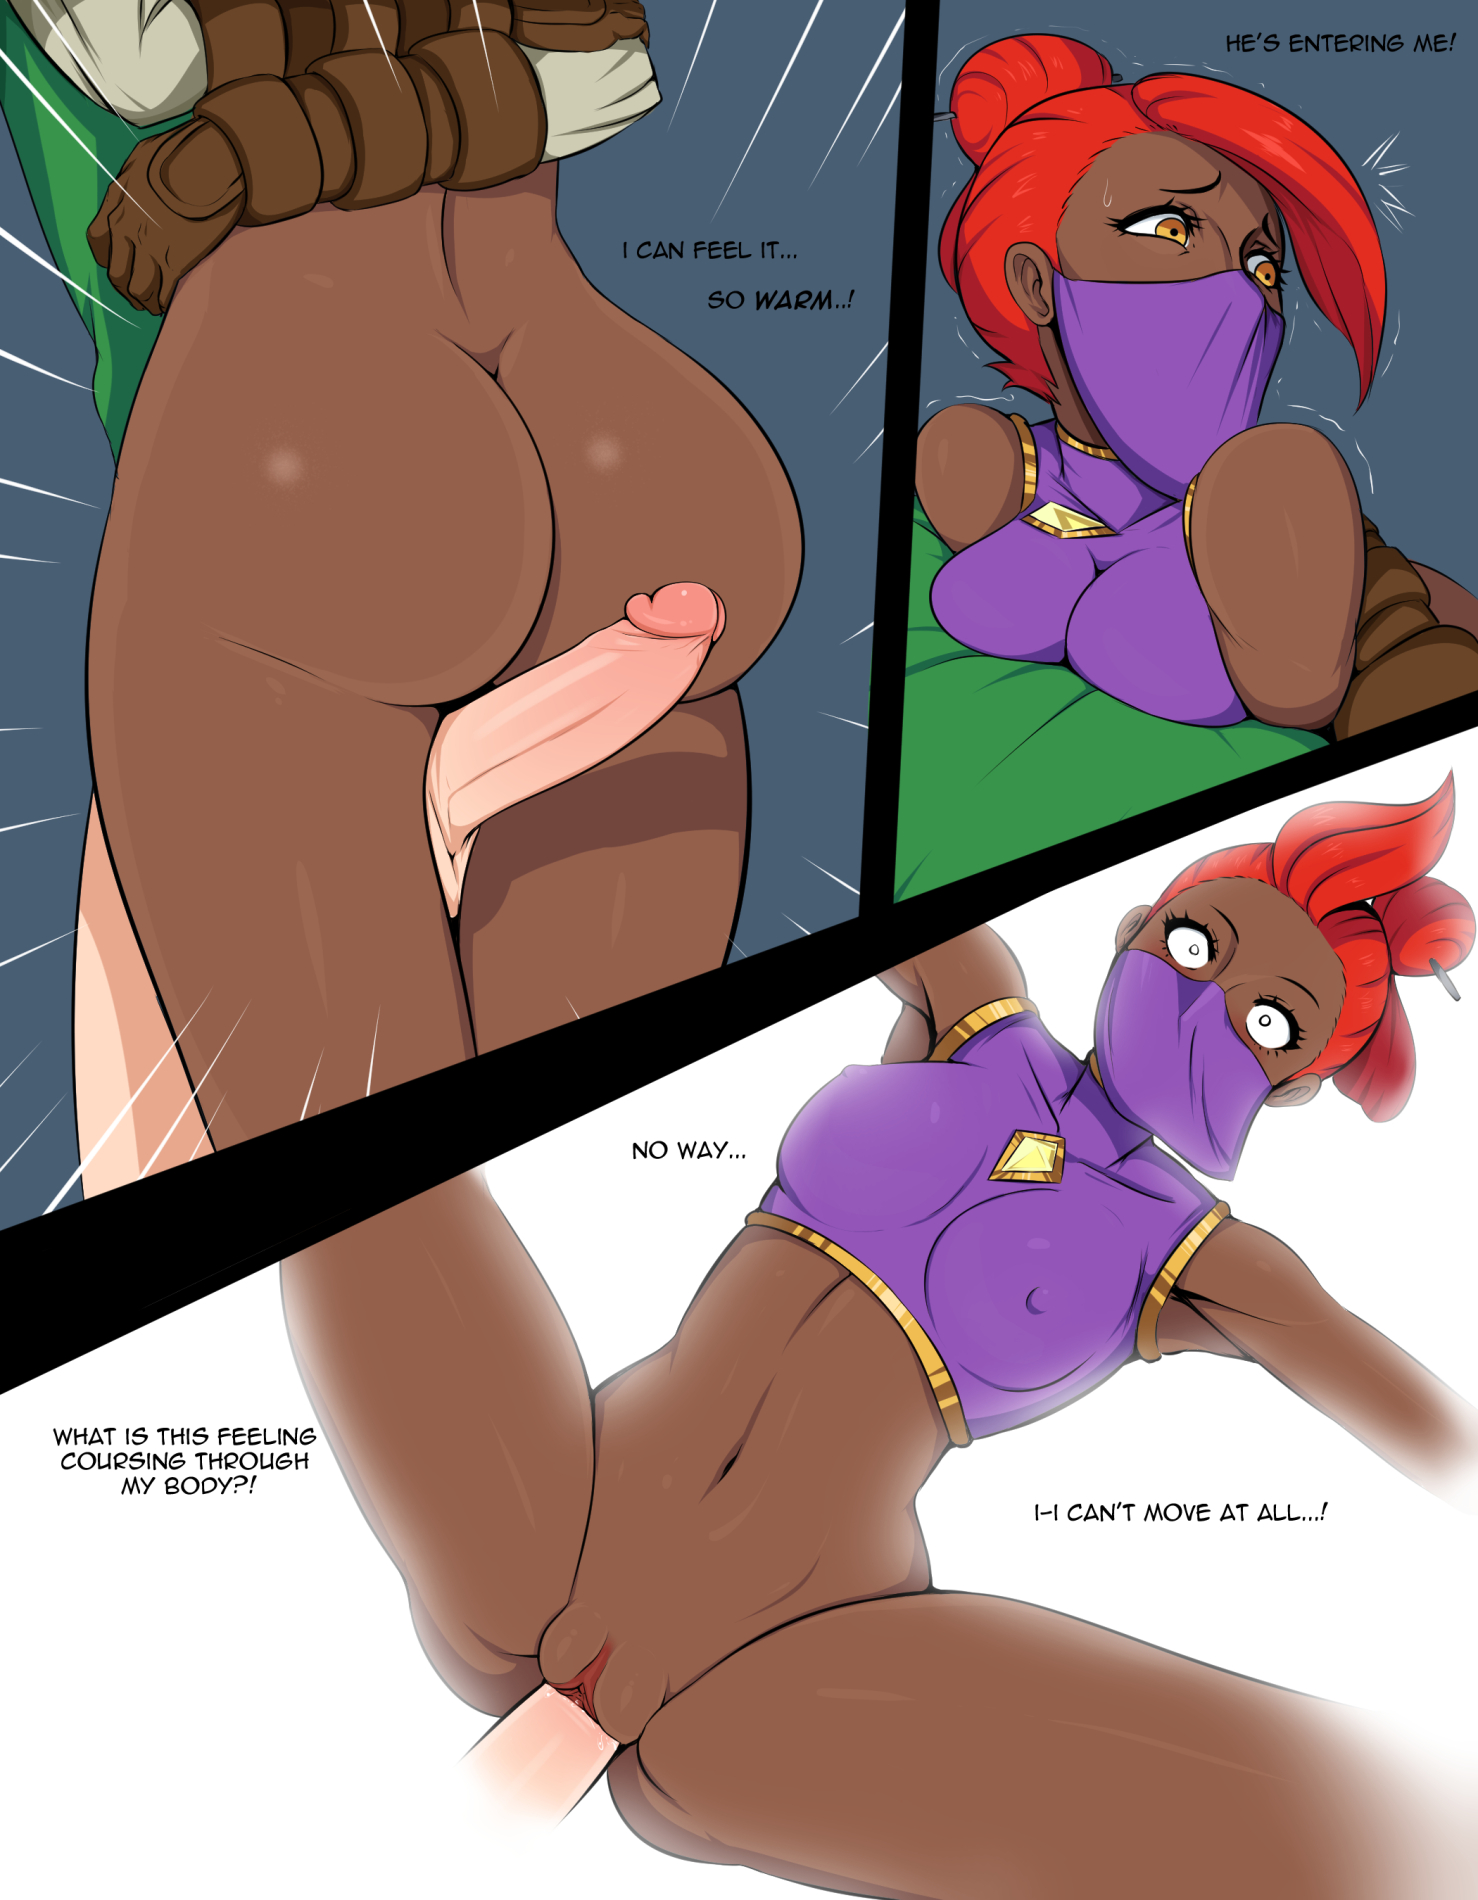 I CAN FEEL IT...
SO WARM..!
HE'S ENTERING ME!
NO WAY...
WHAT IS THIS FEELING
COURSING THROUGH
MY BODY?!
I-I CAN'T MOVE AT ALL...!